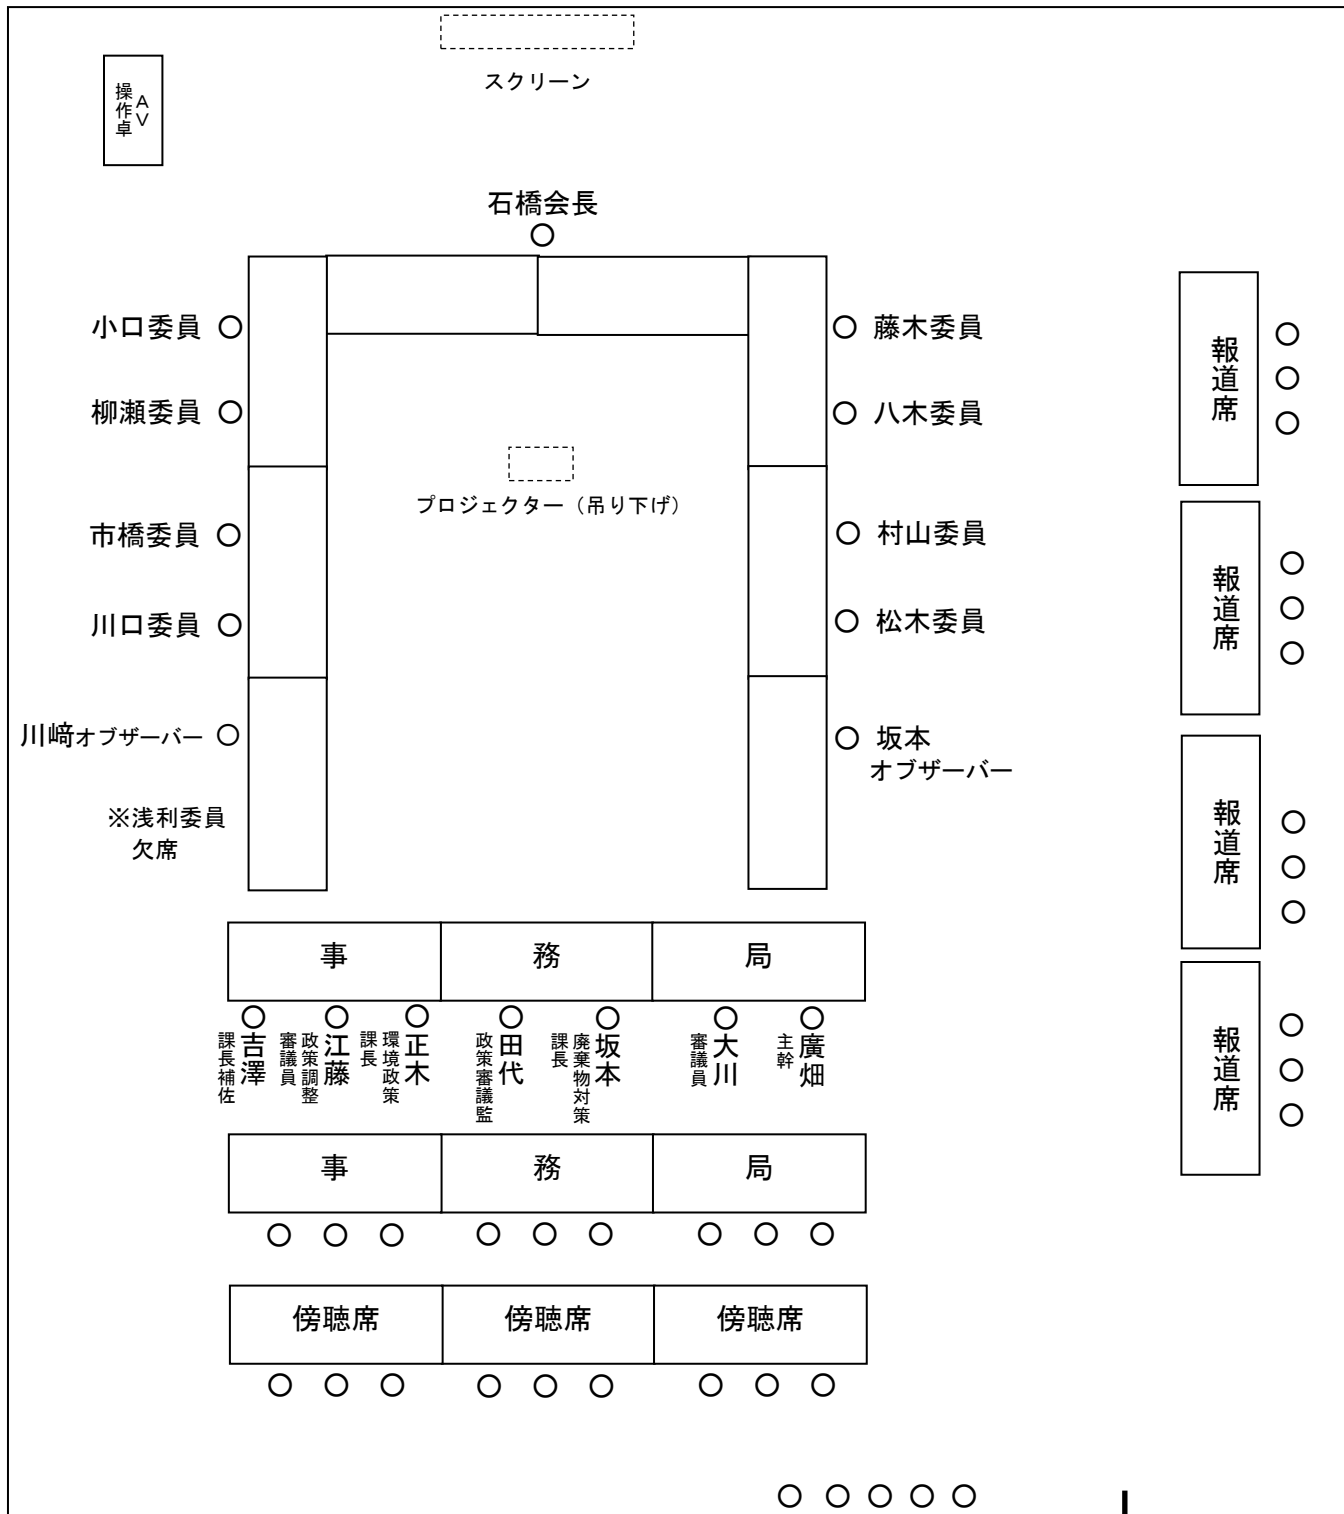 スクリーン
AV
操作卓
石橋会長
小口委員
藤木委員
柳瀬委員
八木委員
プロジェクター（吊り下げ）
市橋委員
村山委員
川口委員
松木委員
川﨑オブザーバー
坂本
オブザーバー
※浅利委員
欠席
報道席
報道席
報道席
報道席
事
務
局
吉澤
課長補佐
江藤
政策調整
審議員
正木
環境政策
課長
田代
政策審議監
坂本
廃棄物対策
課長
大川
審議員
廣畑
主幹
事
務
局
傍聴席
傍聴席
傍聴席